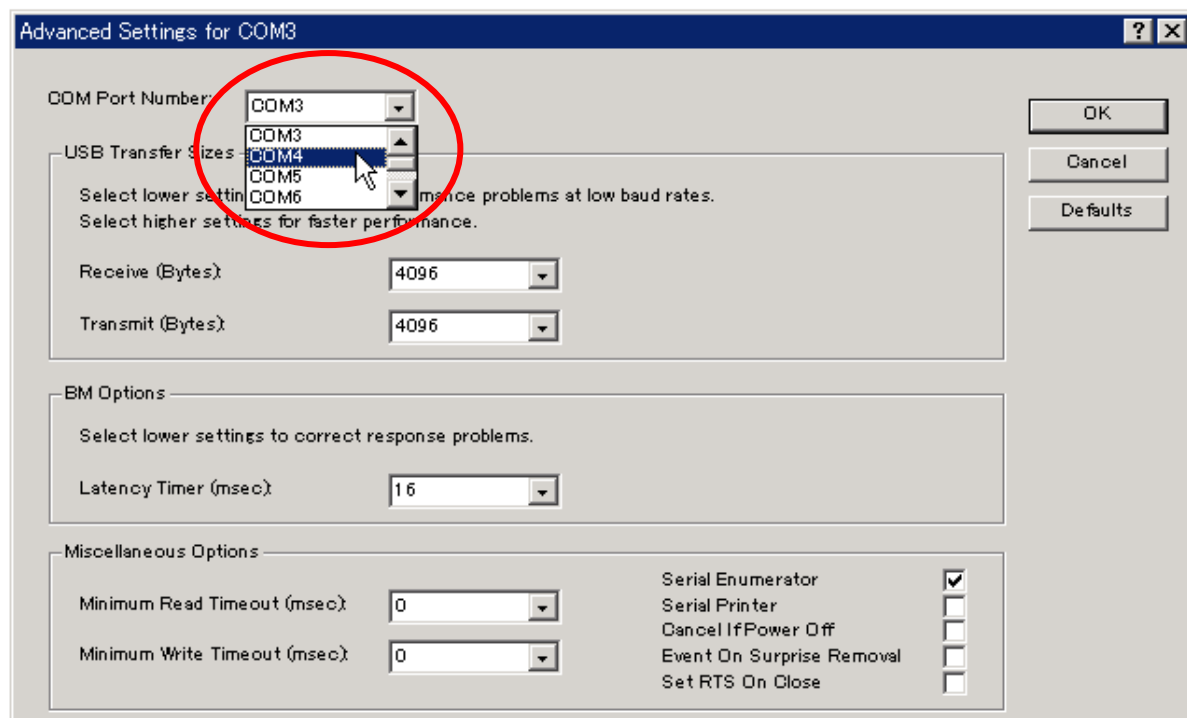 Advanced Settings for COM3
COM Port Number:
COM3
COM3
COM4
COM5
COM6
USB Transfer Sizes
Select lower settin mance problems at low baud rates.
Select higher settings for faster performance.
Receive (Bytes):
4096
Transmit (Bytes):
4096
BM Options
Select lower settings to correct response problems.
Latency Timer (msec):
16
Miscellaneous Options
Minimum Read Timeout (msec):
0
Minimum Write Timeout (msec):
0
Serial Enumerator
Serial Printer
Cancel If Power Off
Event On Surprise Removal
Set RTS On Close
OK
Cancel
Defaults